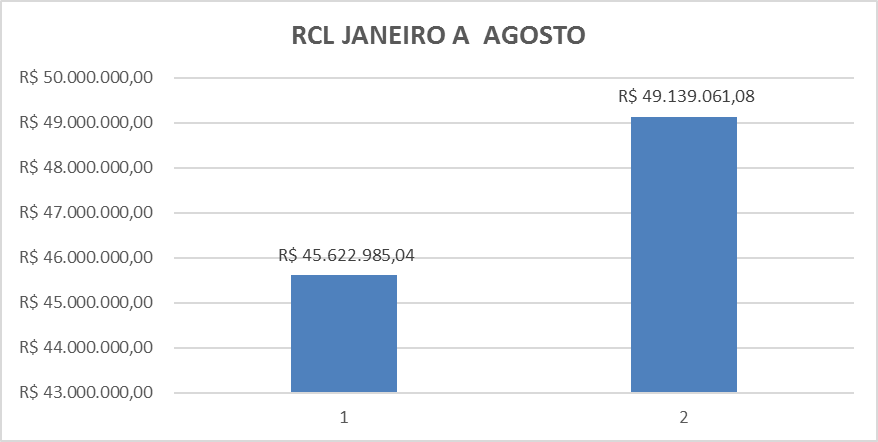 RCL JANEIRO A  AGOSTO
R$ 50.000.000,00
R$ 49.139.061,08
R$ 49.000.000,00
R$ 48.000.000,00
R$ 47.000.000,00
R$ 46.000.000,00
R$ 45.622.985,04
R$ 45.000.000,00
R$ 44.000.000,00
R$ 43.000.000,00
1
2